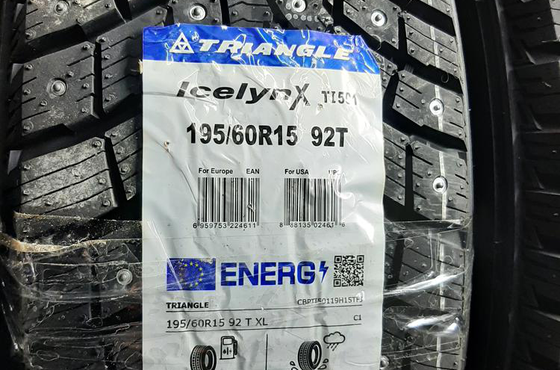 TRIANGLE
IcelynX TI501
195/60R15 92T
For Europe EAN For USA
6 959753 224611
ENERG
TRIANGLE
195/60R15 92 T XL C1